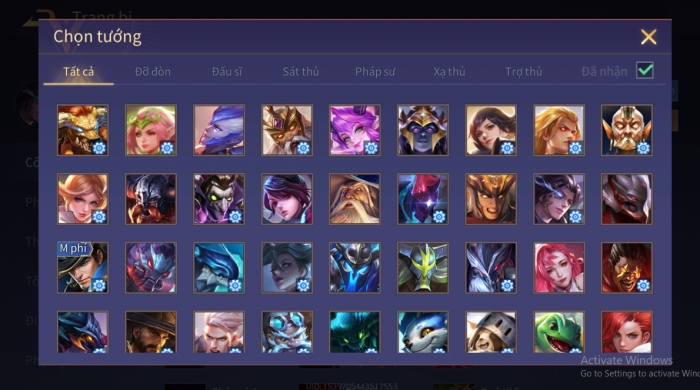 Trang bị
Chọn tướng
Tất cả
Đỡ đòn
Đấu sĩ
Sát thủ
Pháp sư
Xạ thủ
Trợ thủ
Đã nhận
M phí
Activate Windows
Go to Settings to activate Win